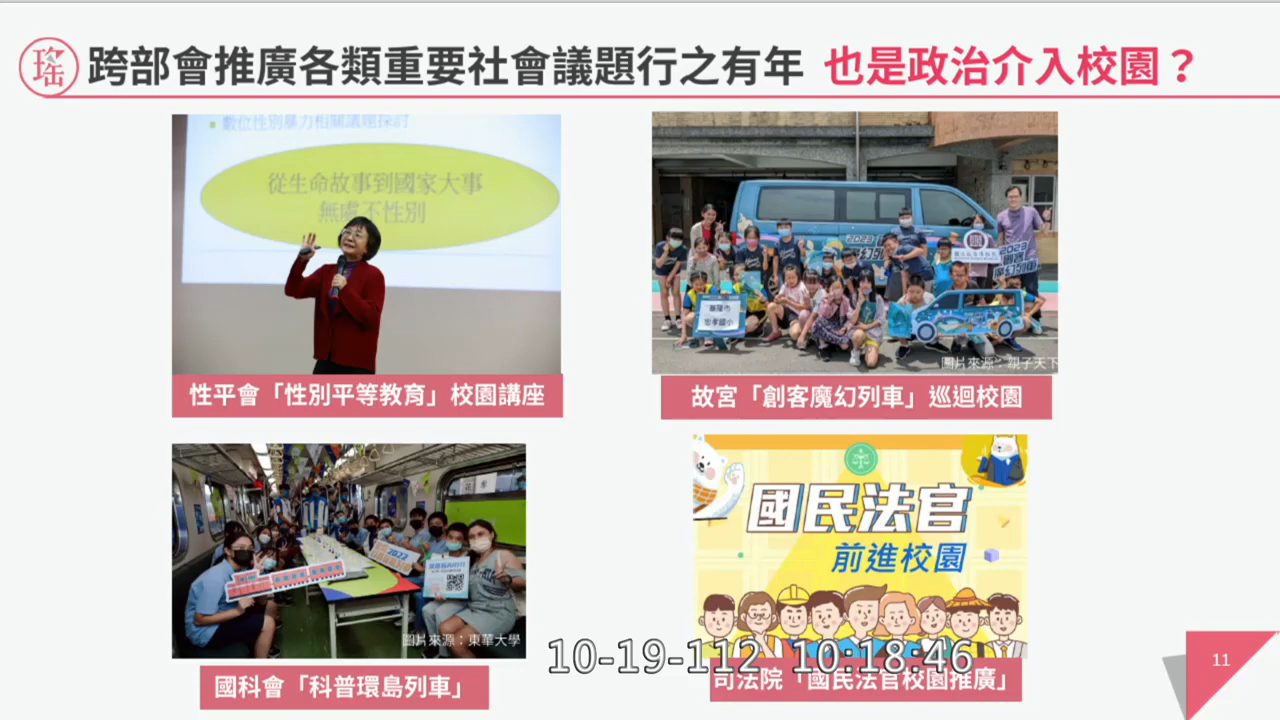 瑤
跨部會推廣各類重要社會議題行之有年 也是政治介入校園？
數位性別暴力相關議題探討
從生命故事到國家大事
無處不性別
性平會「性別平等教育」校園講座
2023
2023
圖片來源：親子天下
故宮「創客魔幻列車」巡迴校園
2022
圖片來源：東華大學
國科會「科普環島列車」
國民法官
前進校園
10-19-112 10:18:46
司法院「國民法官校園推廣」
11